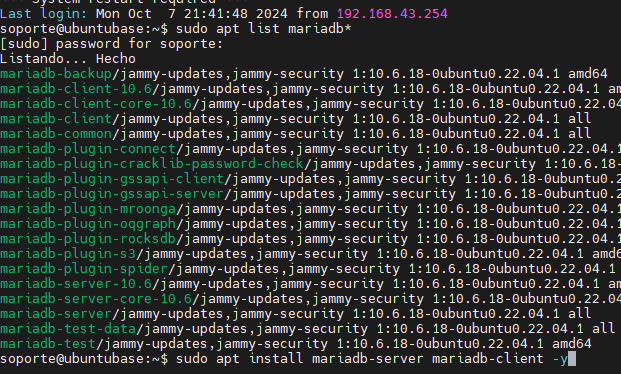 *** System restart required ***
Last login: Mon Oct  7 21:41:48 2024 from 192.168.43.254
soporte@ubuntubase:~$ sudo apt list mariadb*
[sudo] password for soporte:
Listando... Hecho
mariadb-backup/jammy-updates,jammy-security 1:10.6.18-0ubuntu0.22.04.1 amd64
mariadb-client-10.6/jammy-updates,jammy-security 1:10.6.18-0ubuntu0.22.04.1 am
mariadb-client-core-10.6/jammy-updates,jammy-security 1:10.6.18-0ubuntu0.22.04
mariadb-client/jammy-updates,jammy-security 1:10.6.18-0ubuntu0.22.04.1 all
mariadb-common/jammy-updates,jammy-security 1:10.6.18-0ubuntu0.22.04.1 all
mariadb-plugin-connect/jammy-updates,jammy-security 1:10.6.18-0ubuntu0.22.04.1
mariadb-plugin-cracklib-password-check/jammy-updates,jammy-security 1:10.6.18-
mariadb-plugin-gssapi-client/jammy-updates,jammy-security 1:10.6.18-0ubuntu0.2
mariadb-plugin-gssapi-server/jammy-updates,jammy-security 1:10.6.18-0ubuntu0.2
mariadb-plugin-mroonga/jammy-updates,jammy-security 1:10.6.18-0ubuntu0.22.04.1
mariadb-plugin-oqgraph/jammy-updates,jammy-security 1:10.6.18-0ubuntu0.22.04.1
mariadb-plugin-rocksdb/jammy-updates,jammy-security 1:10.6.18-0ubuntu0.22.04.1
mariadb-plugin-s3/jammy-updates,jammy-security 1:10.6.18-0ubuntu0.22.04.1 amd6
mariadb-plugin-spider/jammy-updates,jammy-security 1:10.6.18-0ubuntu0.22.04.1
mariadb-server-10.6/jammy-updates,jammy-security 1:10.6.18-0ubuntu0.22.04.1 am
mariadb-server-core-10.6/jammy-updates,jammy-security 1:10.6.18-0ubuntu0.22.04
mariadb-server/jammy-updates,jammy-security 1:10.6.18-0ubuntu0.22.04.1 all
mariadb-test-data/jammy-updates,jammy-security 1:10.6.18-0ubuntu0.22.04.1 all
mariadb-test/jammy-updates,jammy-security 1:10.6.18-0ubuntu0.22.04.1 amd64
soporte@ubuntubase:~$ sudo apt install mariadb-server mariadb-client -y